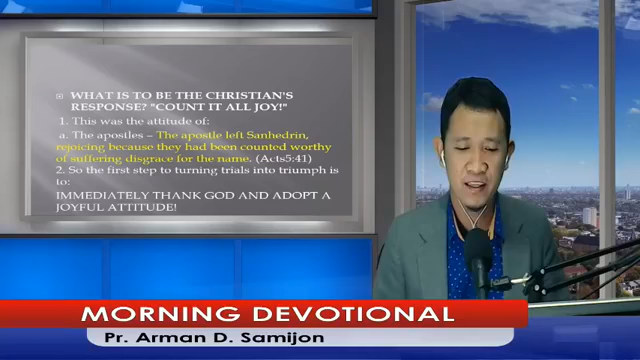 WHAT IS TO BE THE CHRISTIAN'S
RESPONSE? "COUNT IT ALL JOY!"
1. This was the attitude of:
a. The apostles – The apostle left Sanhedrin,
rejoicing because they had been counted worthy
of suffering disgrace for the name. (Acts5:41)
2. So the first step to turning trials into triumph is
to:
IMMEDIATELY THANK GOD AND ADOPT A
JOYFUL ATTITUDE!
MORNING DEVOTIONAL
Pr. Arman D. Samijon